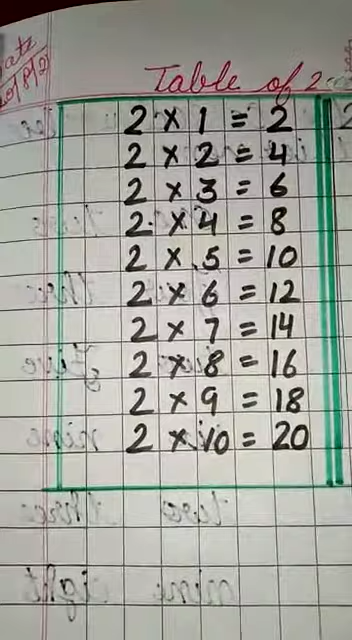 Date
Table of 2
2 × 1 = 2
2 × 2 = 4
2 × 3 = 6
2 × 4 = 8
2 × 5 = 10
2 × 6 = 12
2 × 7 = 14
2 × 8 = 16
2 × 9 = 18
2 × 10 = 20